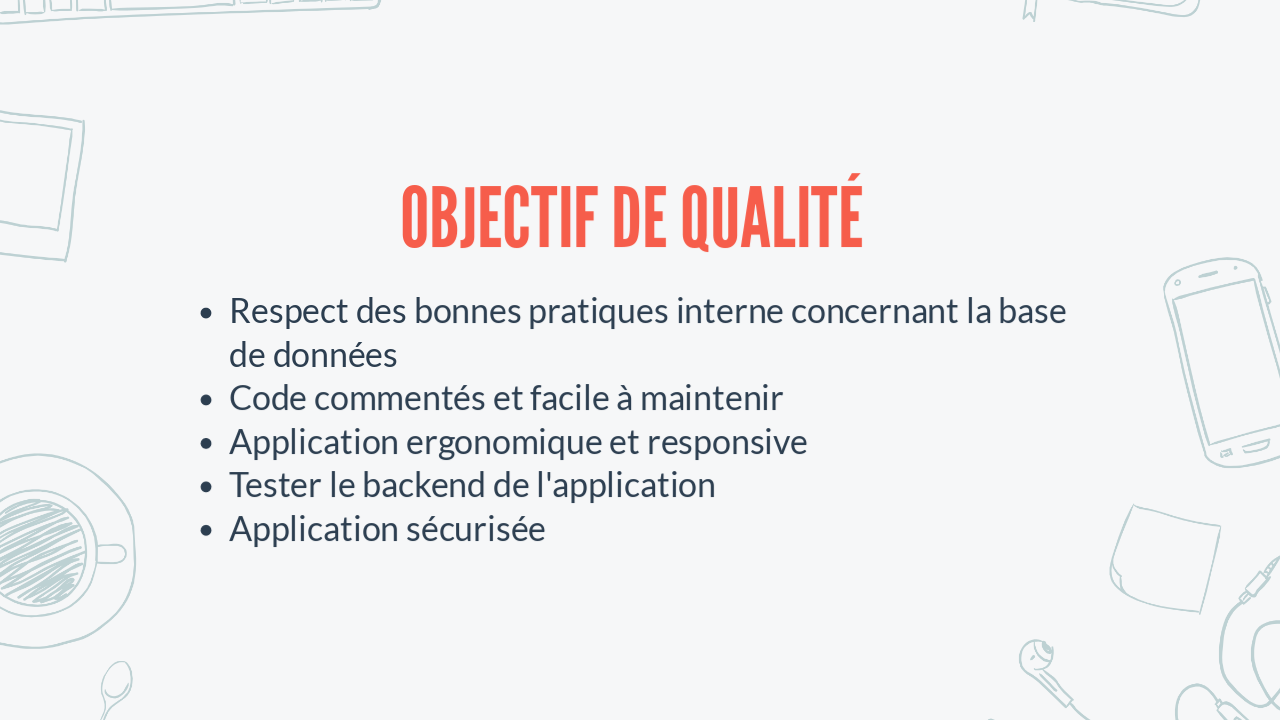 OBJECTIF DE QUALITÉ
• Respect des bonnes pratiques interne concernant la base
de données
• Code commentés et facile à maintenir
• Application ergonomique et responsive
• Tester le backend de l'application
• Application sécurisée